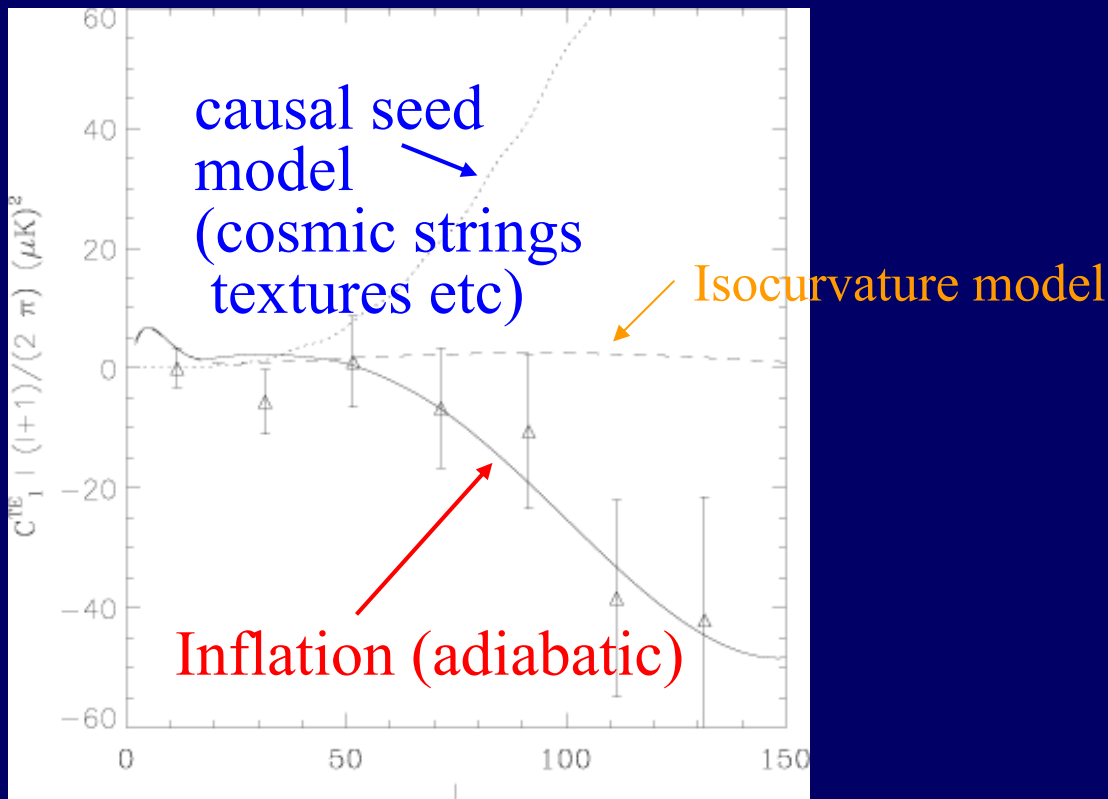 60
40
20
0
−20
−40
−60
C^TE_l l (l+1)/(2 π) (μK)^2
causal seed
model
(cosmic strings
textures etc)
Isocurvature model
Inflation (adiabatic)
0 50 100 150
l